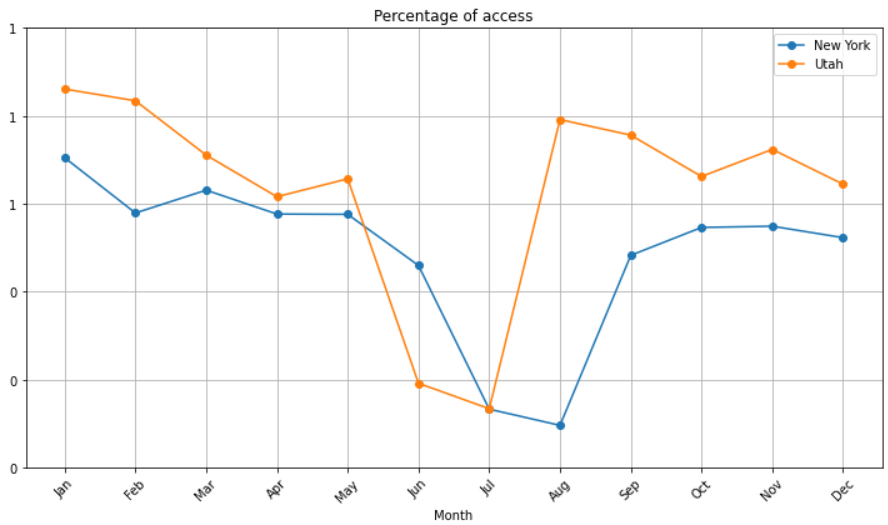 Percentage of access
1
1
1
0
0
0
New York
Utah
Jan
Feb
Mar
Apr
May
Jun
Jul
Aug
Sep
Oct
Nov
Dec
Month